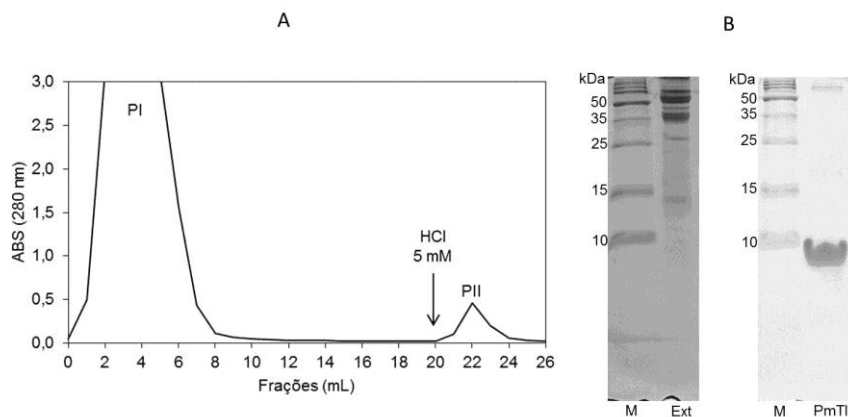 A
ABS (280 nm)
3,0
2,5
2,0
1,5
1,0
0,5
0,0
PI
HCl
5 mM
PII
0 2 4 6 8 10 12 14 16 18 20 22 24 26
Frações (mL)
B
kDa
50
35
25
15
10
M Ext
kDa
50
35
25
15
10
M PmTI